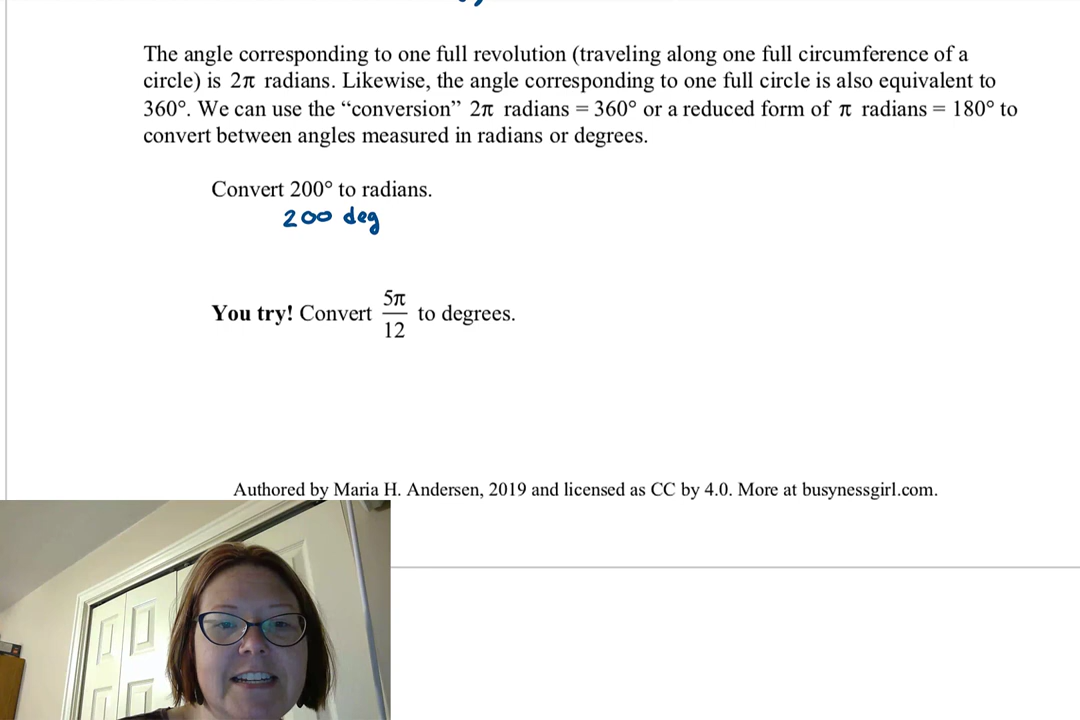 The angle corresponding to one full revolution (traveling along one full circumference of a
circle) is 2π radians. Likewise, the angle corresponding to one full circle is also equivalent to
360°. We can use the “conversion” 2π radians = 360° or a reduced form of π radians = 180° to
convert between angles measured in radians or degrees.
Convert 200° to radians.
200 deg
You try! Convert 5π/12 to degrees.
Authored by Maria H. Andersen, 2019 and licensed as CC by 4.0. More at busynessgirl.com.